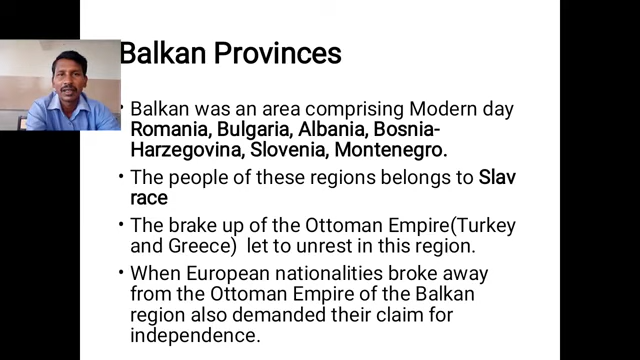 Balkan Provinces
• Balkan was an area comprising Modern day
Romania, Bulgaria, Albania, Bosnia-
Harzegovina, Slovenia, Montenegro.
• The people of these regions belongs to Slav
race
• The brake up of the Ottoman Empire(Turkey
and Greece) let to unrest in this region.
• When European nationalities broke away
from the Ottoman Empire of the Balkan
region also demanded their claim for
independence.